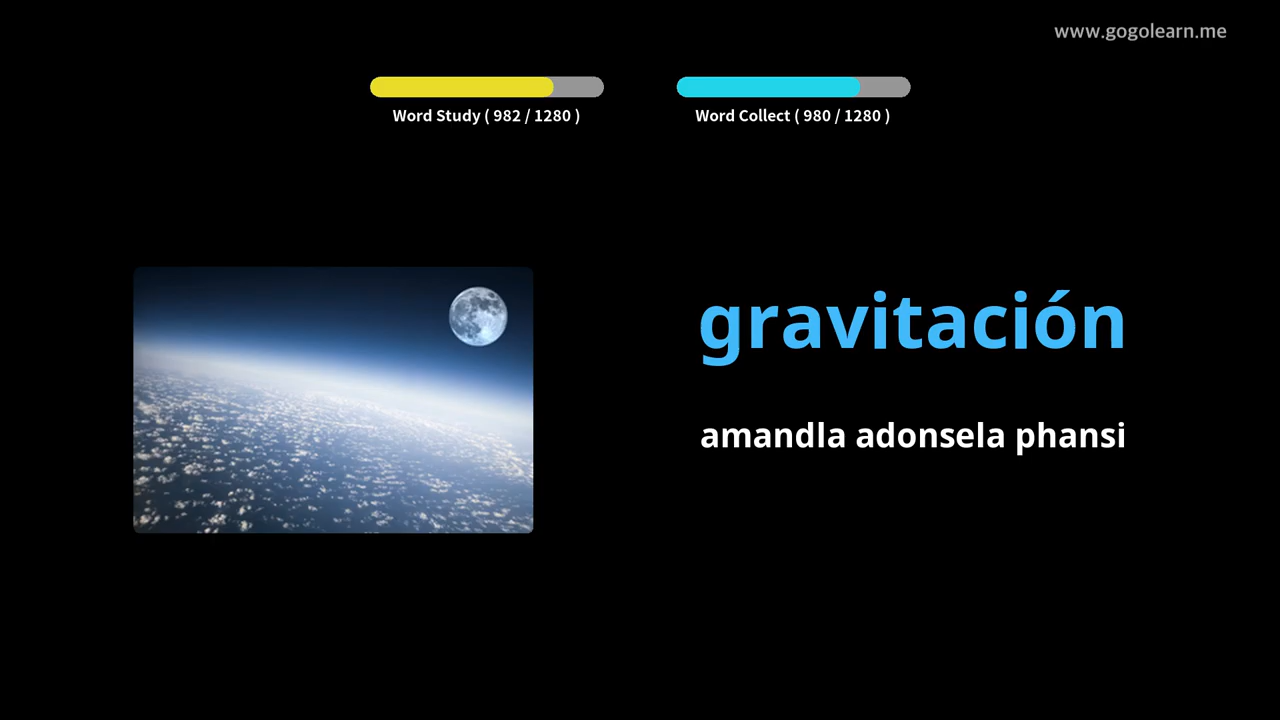 www.gogolearn.me
Word Study ( 982 / 1280 )
Word Collect ( 980 / 1280 )
gravitación
amandla adonsela phansi